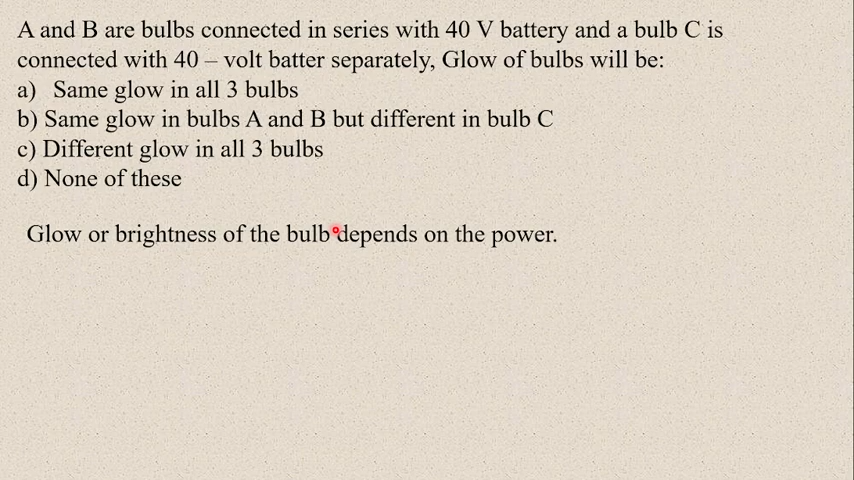 A and B are bulbs connected in series with 40 V battery and a bulb C is
connected with 40 – volt batter separately, Glow of bulbs will be:
a) Same glow in all 3 bulbs
b) Same glow in bulbs A and B but different in bulb C
c) Different glow in all 3 bulbs
d) None of these
Glow or brightness of the bulb depends on the power.